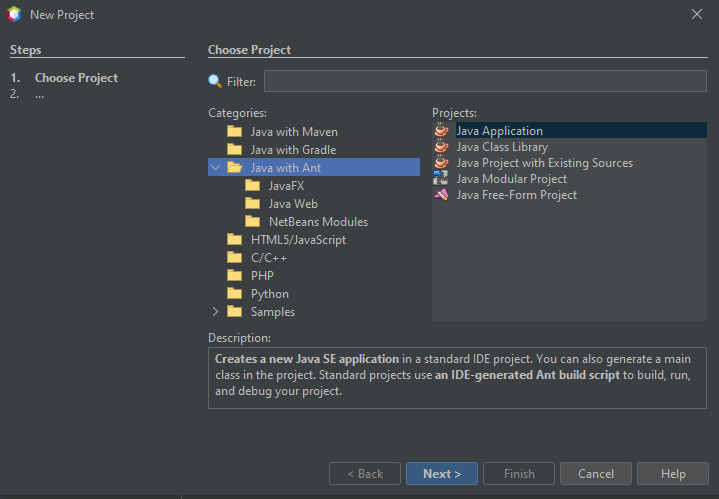 New Project
Steps
1. Choose Project
2. ...
Choose Project
Filter:
Categories:
Java with Maven
Java with Gradle
Java with Ant
JavaFX
Java Web
NetBeans Modules
HTML5/JavaScript
C/C++
PHP
Python
Samples
Projects:
Java Application
Java Class Library
Java Project with Existing Sources
Java Modular Project
Java Free-Form Project
Description:
Creates a new Java SE application in a standard IDE project. You can also generate a main
class in the project. Standard projects use an IDE-generated Ant build script to build, run,
and debug your project.
< Back
Next >
Finish
Cancel
Help